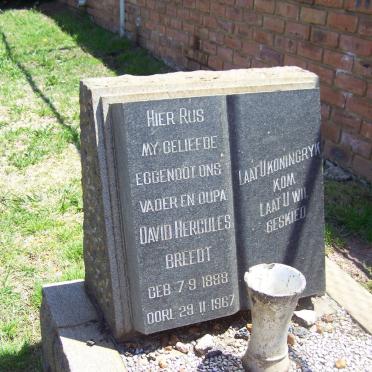 HIER RUS
MY GELIEFDE
EGGENOOT ONS
VADER EN OUPA
DAVID HERCULES
BREEDT
GEB 7·9 1893
OORL 29·11·1967
LAAT U KONINGRYK
KOM
LAAT U WIL
GESKIED